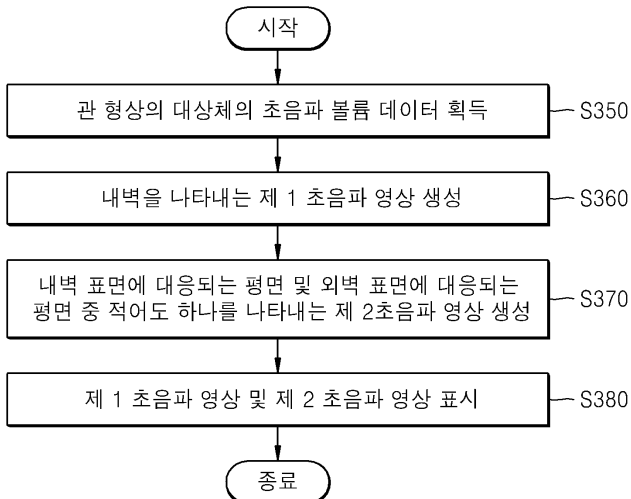 시작
관 형상의 대상체의 초음파 볼륨 데이터 획득
S350
내벽을 나타내는 제 1 초음파 영상 생성
S360
내벽 표면에 대응되는 평면 및 외벽 표면에 대응되는
평면 중 적어도 하나를 나타내는 제 2초음파 영상 생성
S370
제 1 초음파 영상 및 제 2 초음파 영상 표시
S380
종료